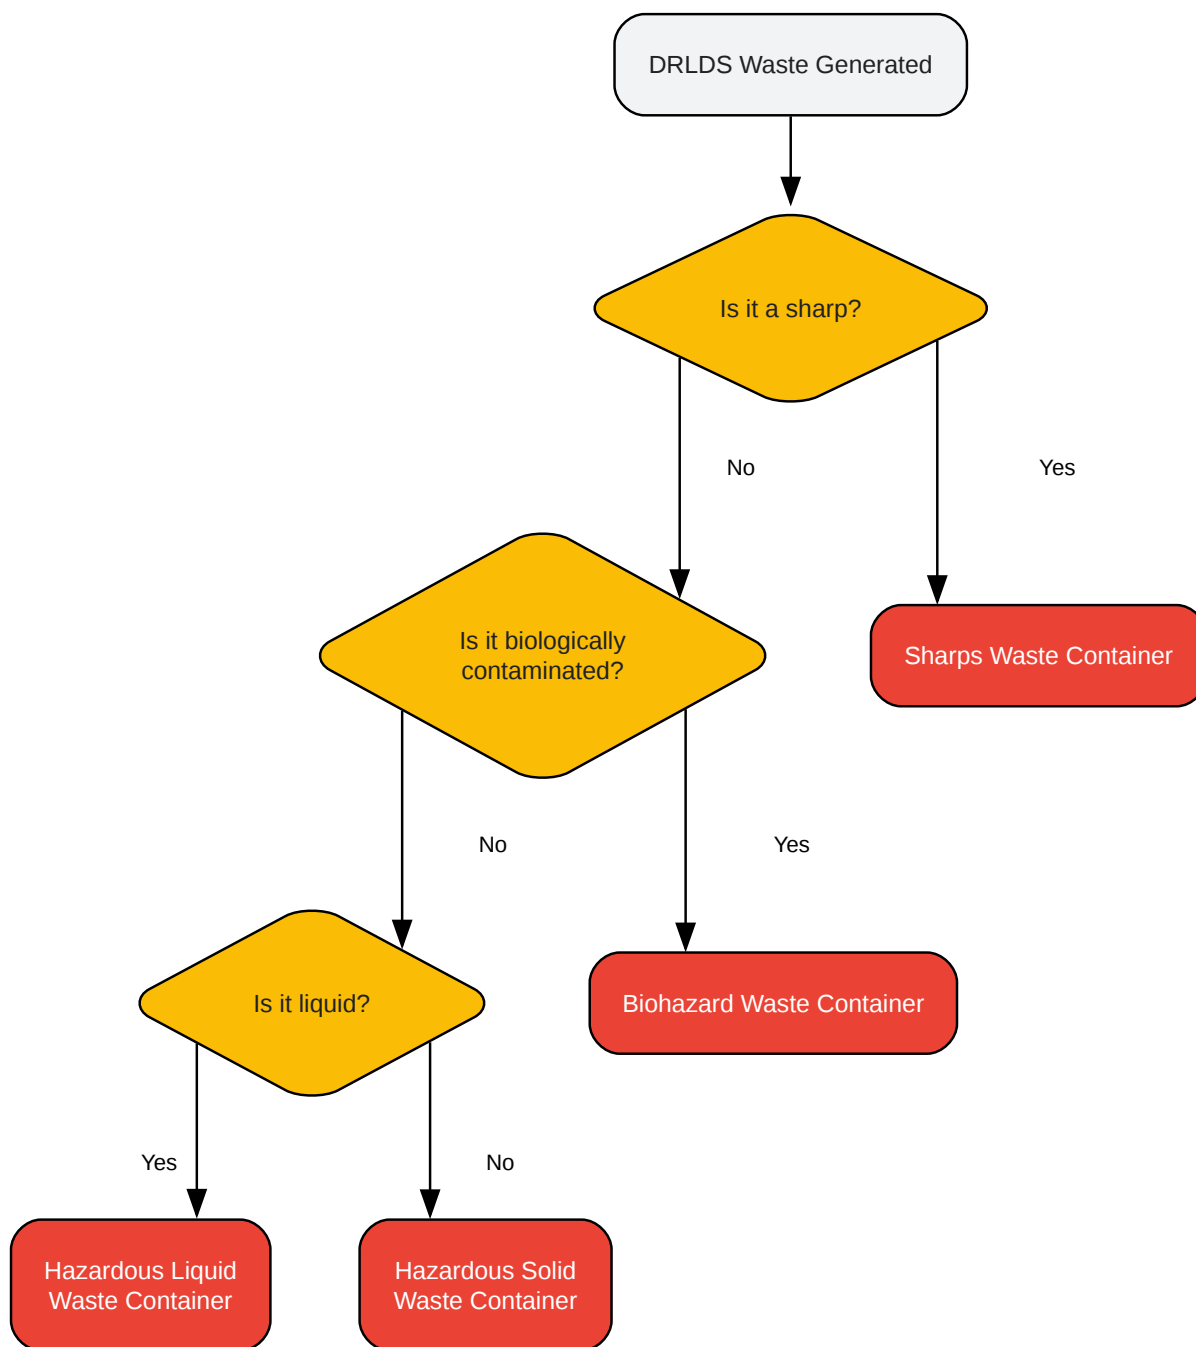 DRLDS Waste Generated
Is it a sharp?
No
Yes
Is it biologically
contaminated?
Sharps Waste Container
No
Yes
Is it liquid?
Biohazard Waste Container
Yes
No
Hazardous Liquid
Waste Container
Hazardous Solid
Waste Container